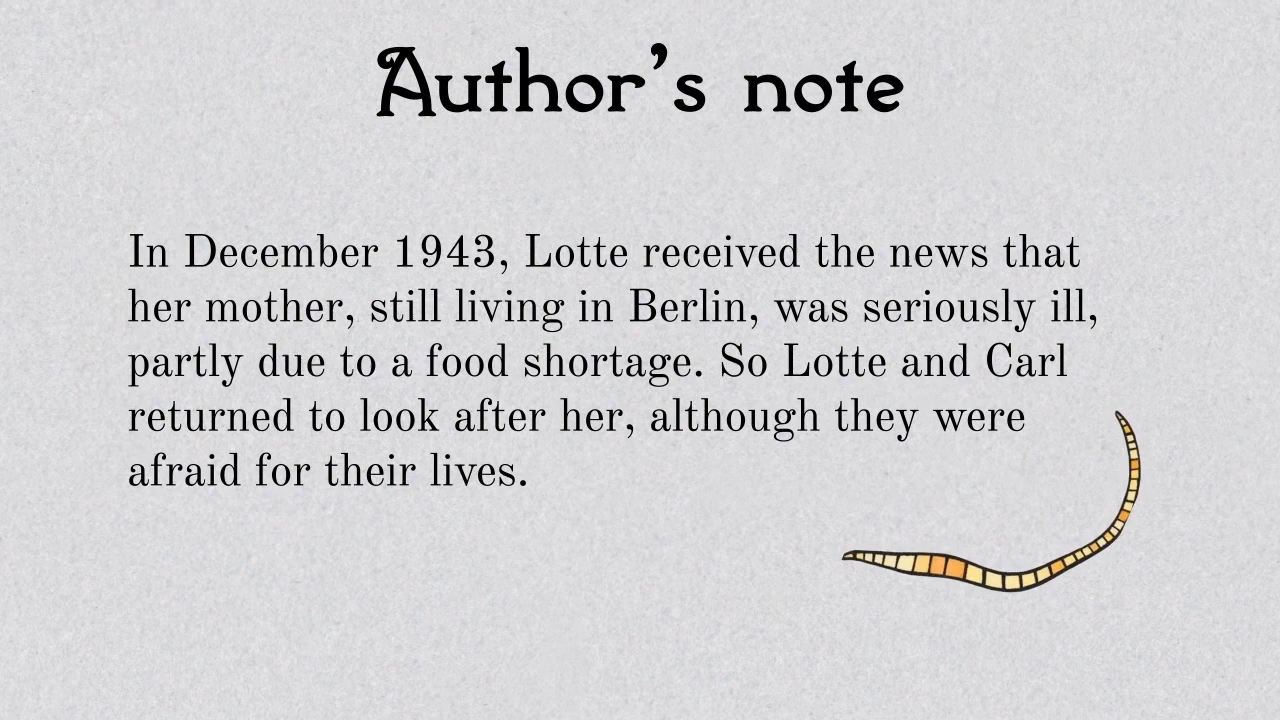 Author's note
In December 1943, Lotte received the news that
her mother, still living in Berlin, was seriously ill,
partly due to a food shortage. So Lotte and Carl
returned to look after her, although they were
afraid for their lives.